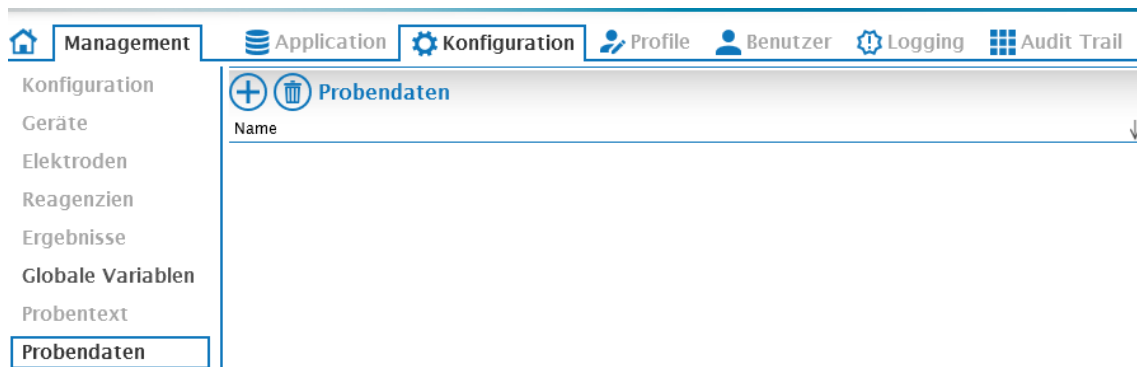 Management Application Konfiguration Profile Benutzer Logging Audit Trail
Konfiguration
Geräte
Elektroden
Reagenzien
Ergebnisse
Globale Variablen
Probentext
Probendaten
Probendaten
Name